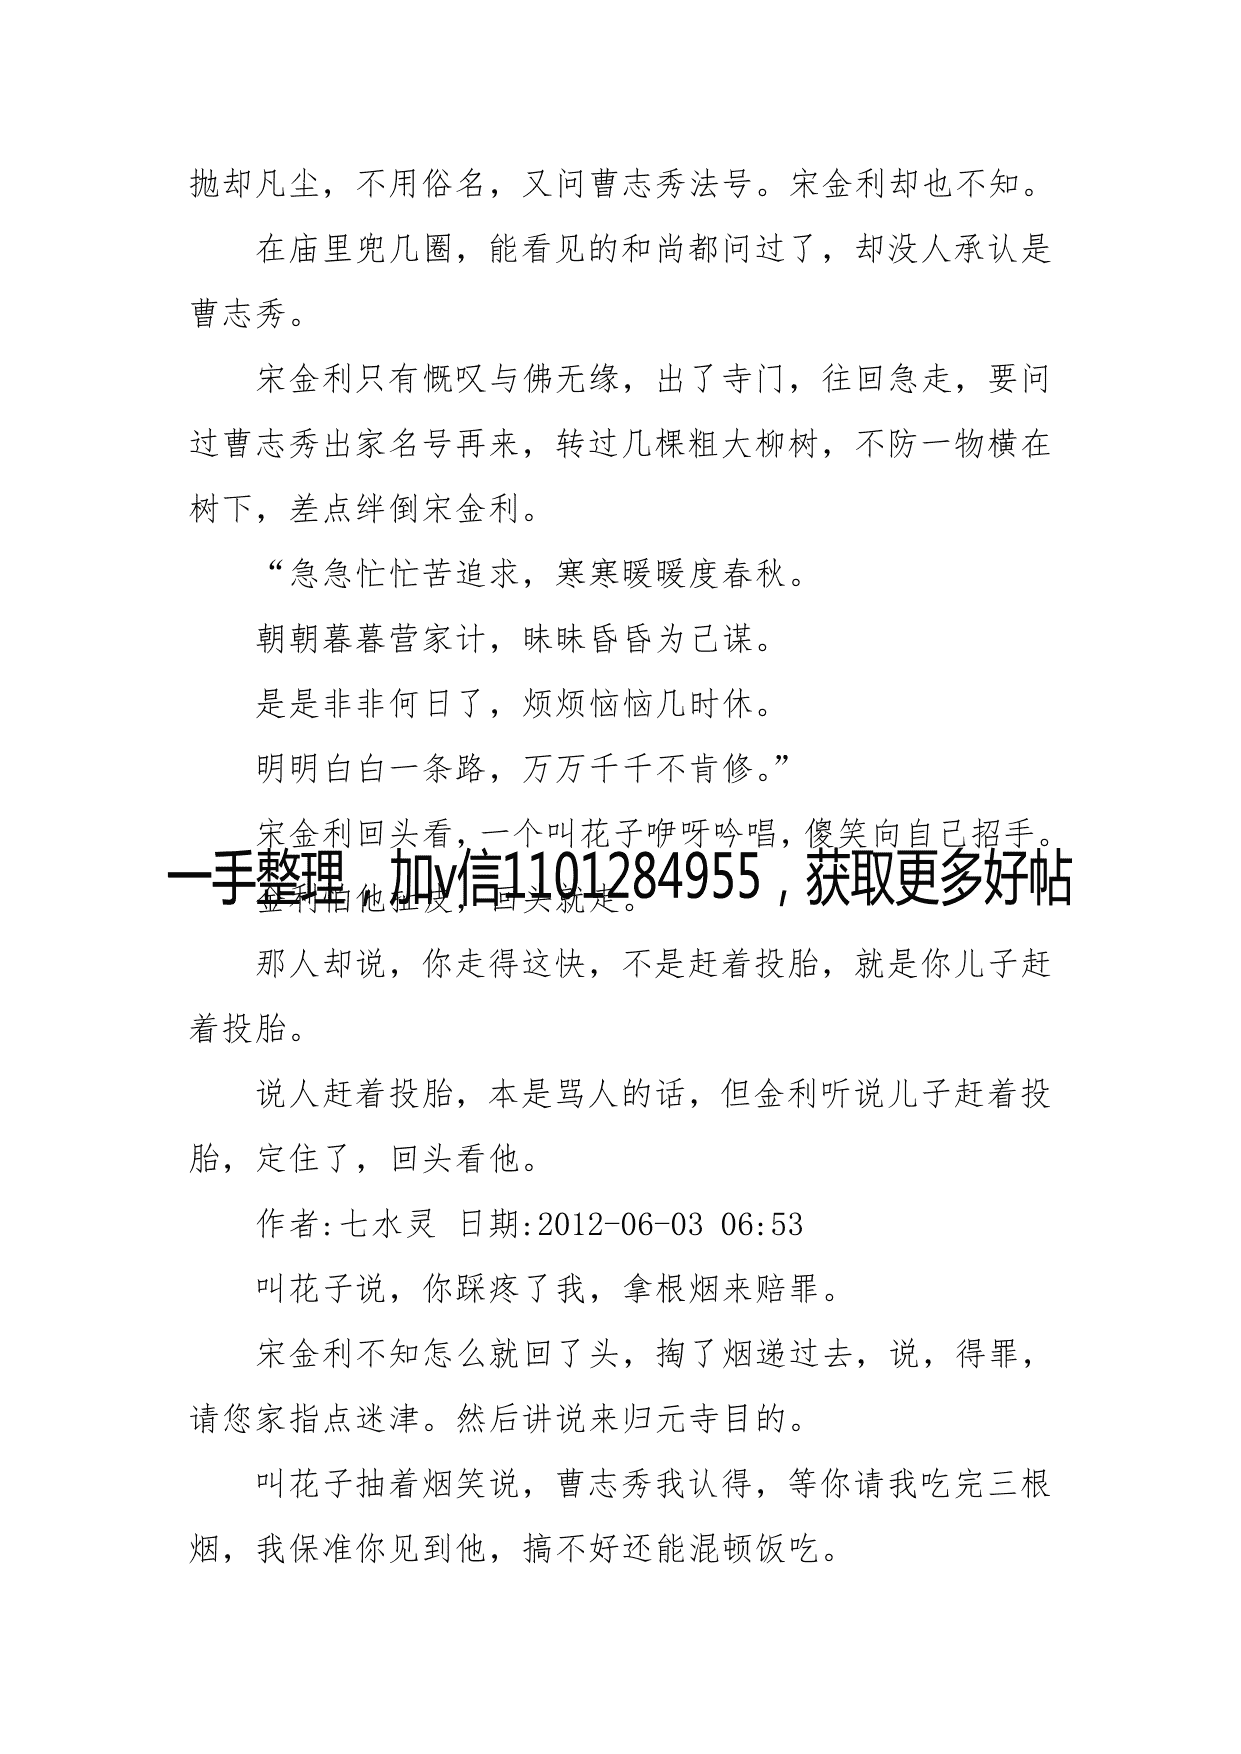 抛却凡尘，不用俗名，又问曹志秀法号。宋金利却也不知。
在庙里兜几圈，能看见的和尚都问过了，却没人承认是
曹志秀。
宋金利只有慨叹与佛无缘，出了寺门，往回急走，要问
过曹志秀出家名号再来，转过几棵粗大柳树，不防一物横在
树下，差点绊倒宋金利。
“急急忙忙苦追求，寒寒暖暖度春秋。
朝朝暮暮营家计，昧昧昏昏为己谋。
是是非非何日了，烦烦恼恼几时休。
明明白白一条路，万万千千不肯修。”
宋金利回头看，一个叫花子咿呀吟唱，傻笑向自己招手。
一手整理，加v信1101284955，获取更多好帖
金利怕他扯皮，回头就走。
那人却说，你走得这快，不是赶着投胎，就是你儿子赶
着投胎。
说人赶着投胎，本是骂人的话，但金利听说儿子赶着投
胎，定住了，回头看他。
作者:七水灵 日期:2012-06-03 06:53
叫花子说，你踩疼了我，拿根烟来赔罪。
宋金利不知怎么就回了头，掏了烟递过去，说，得罪，
请您家指点迷津。然后讲说来归元寺目的。
叫花子抽着烟笑说，曹志秀我认得，等你请我吃完三根
烟，我保准你见到他，搞不好还能混顿饭吃。